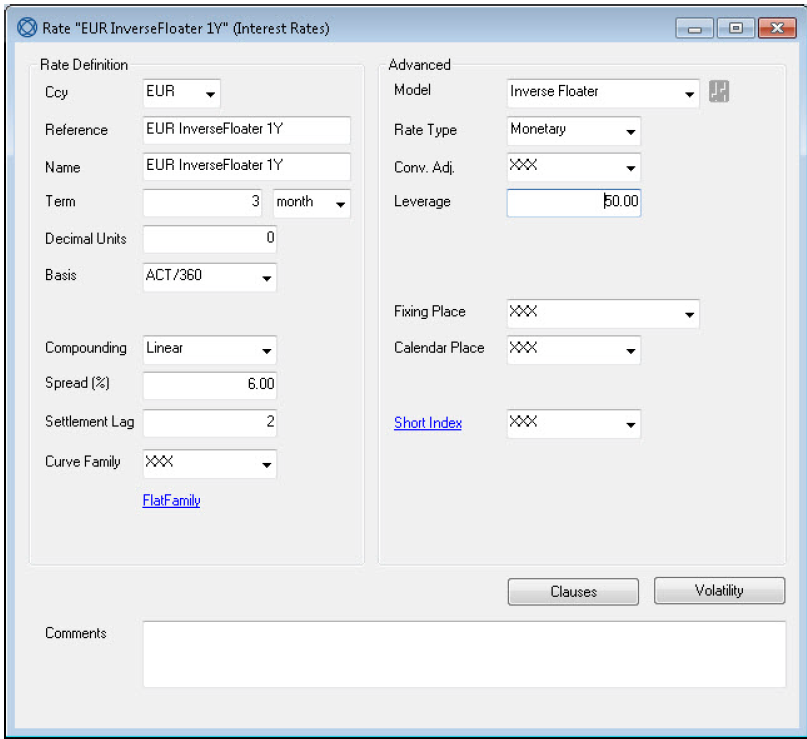 Rate "EUR InverseFloater 1Y" (Interest Rates)
Rate Definition
Ccy EUR
Reference EUR InverseFloater 1Y
Name EUR InverseFloater 1Y
Term 3 month
Decimal Units 0
Basis ACT/360
Compounding Linear
Spread (%) 6.00
Settlement Lag 2
Curve Family XXX
FlatFamily
Advanced
Model Inverse Floater
Rate Type Monetary
Conv. Adj. XXX
Leverage 50.00
Fixing Place XXX
Calendar Place XXX
Short Index XXX
Clauses Volatility
Comments